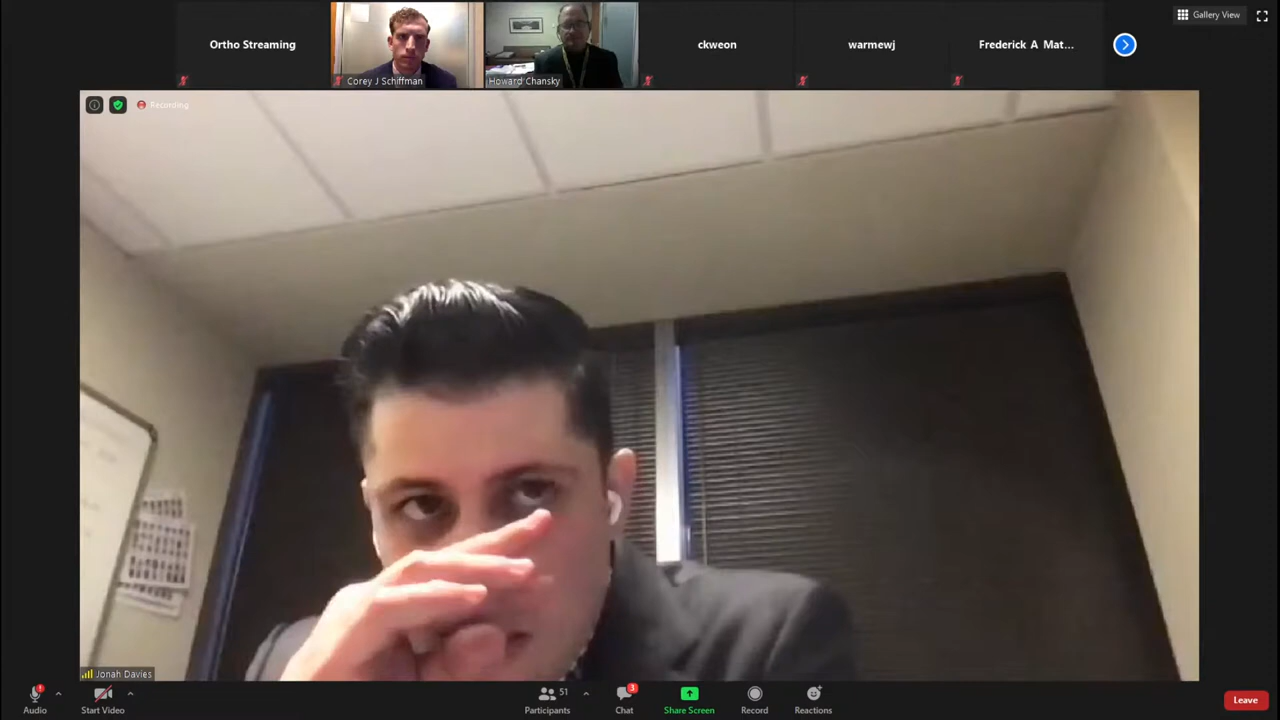 Gallery View
Ortho Streaming
Corey J Schiffman
Howard Chansky
ckweon
warmewj
Frederick A Mat...
Recording
Jonah Davies
Audio
Start Video
51
Participants
3
Chat
Share Screen
Record
Reactions
Leave